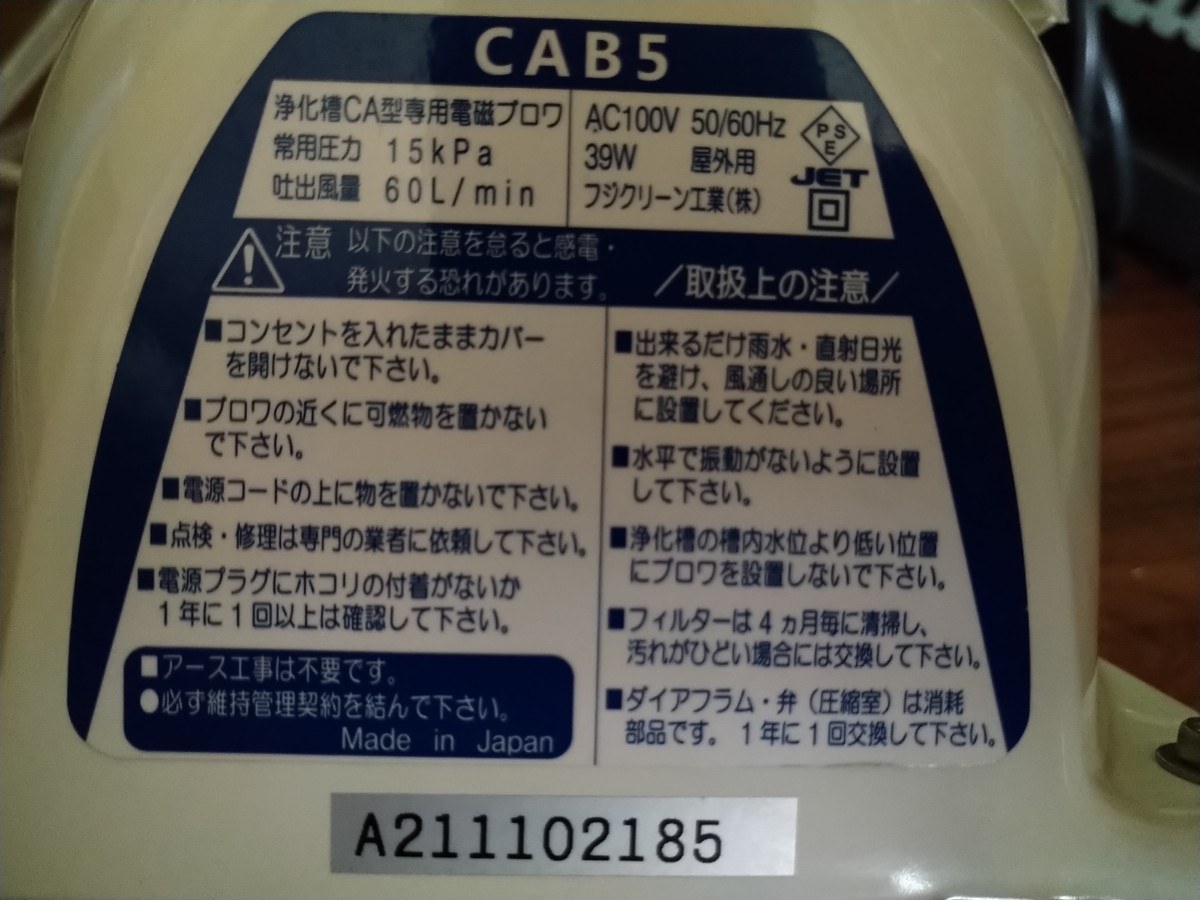 CAB5
浄化槽CA型専用電磁ブロワ
常用圧力 15kPa
吐出風量 60L/min
AC100V 50/60Hz
39W 屋外用
フジクリーン工業(株)
PSE
JET
注意 以下の注意を怠ると感電・
発火する恐れがあります。
／取扱上の注意／
■コンセントを入れたままカバー
を開けないで下さい。
■ブロワの近くに可燃物を置かない
で下さい。
■電源コードの上に物を置かないで下さい。
■点検・修理は専門の業者に依頼して下さい。
■電源プラグにホコリの付着がないか
1年に1回以上は確認して下さい。
■アース工事は不要です。
●必ず維持管理契約を結んで下さい。
Made in Japan
■出来るだけ雨水・直射日光
を避け、風通しの良い場所
に設置してください。
■水平で振動がないように設置
して下さい。
■浄化槽の槽内水位より低い位置
にブロワを設置しないで下さい。
■フィルターは4ヵ月毎に清掃し、
汚れがひどい場合には交換して下さい。
■ダイアフラム・弁（圧縮室）は消耗
部品です。1年に1回交換して下さい。
A211102185